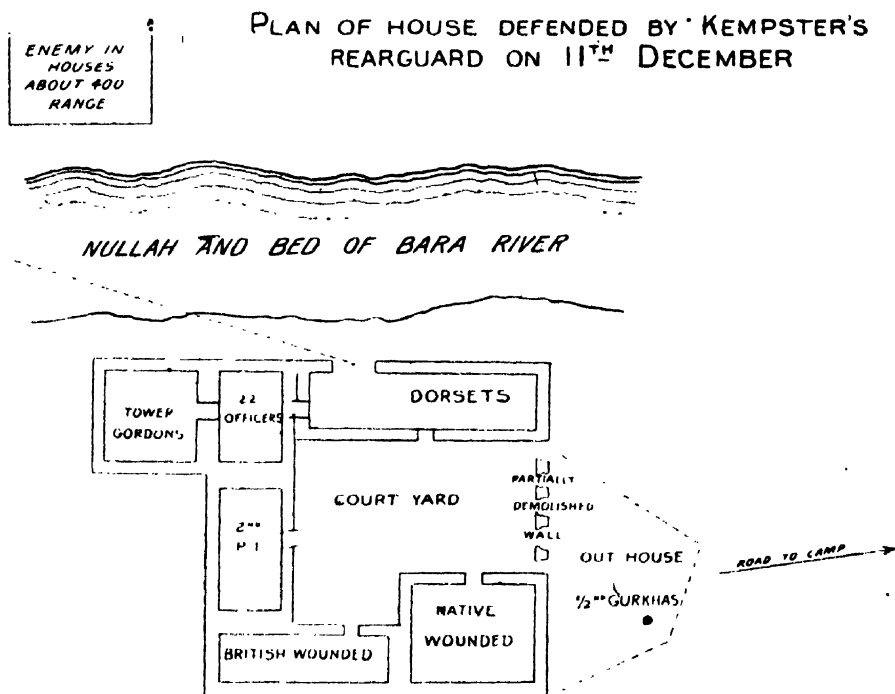 PLAN OF HOUSE DEFENDED BY KEMPSTER'S
REARGUARD ON 11TH DECEMBER
ENEMY IN
HOUSES
ABOUT 400
RANGE
NULLAH AND BED OF BARA RIVER
TOWER
GORDONS
22
OFFICERS
DORSETS
COURT YARD
PARTIALLY
DEMOLISHED
WALL
2ND
P.I.
OUT HOUSE
1/2ND GURKHAS
ROAD TO CAMP
NATIVE
WOUNDED
BRITISH WOUNDED